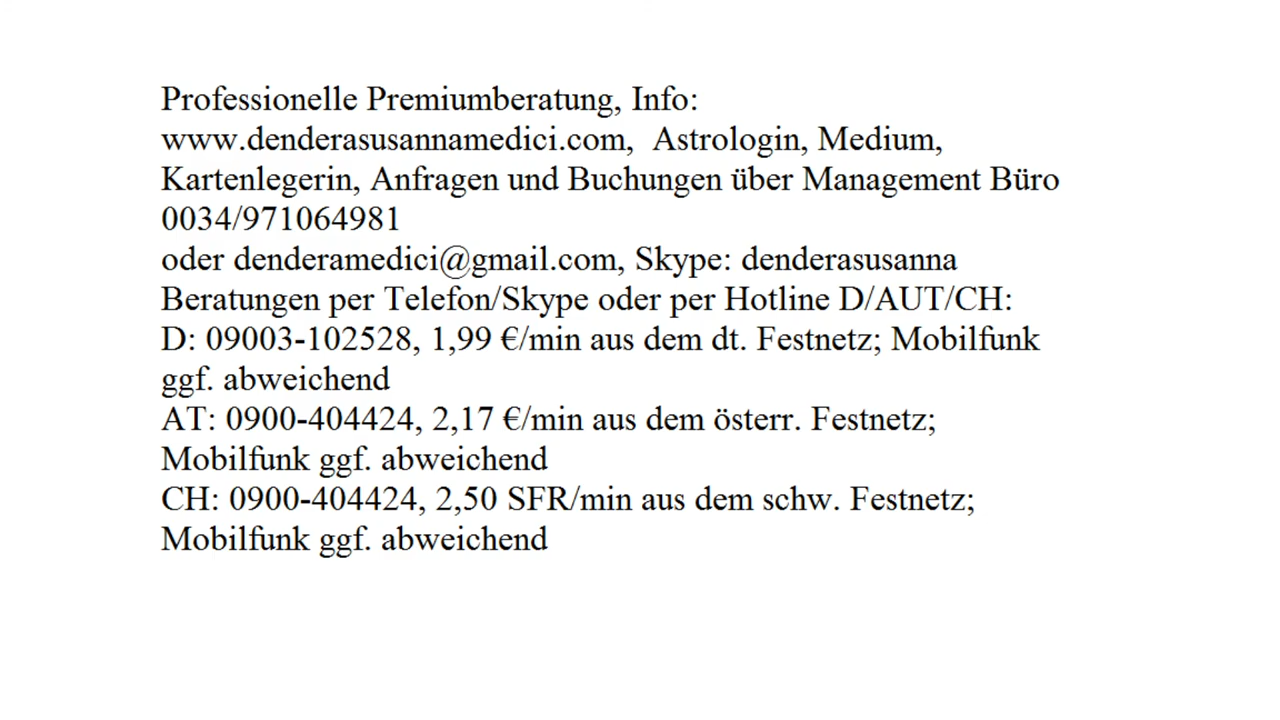 Professionelle Premiumberatung, Info:
www.denderasusannamedici.com,  Astrologin, Medium,
Kartenlegerin, Anfragen und Buchungen über Management Büro
0034/971064981
oder denderamedici@gmail.com, Skype: denderasusanna
Beratungen per Telefon/Skype oder per Hotline D/AUT/CH:
D: 09003-102528, 1,99 €/min aus dem dt. Festnetz; Mobilfunk
ggf. abweichend
AT: 0900-404424, 2,17 €/min aus dem österr. Festnetz;
Mobilfunk ggf. abweichend
CH: 0900-404424, 2,50 SFR/min aus dem schw. Festnetz;
Mobilfunk ggf. abweichend